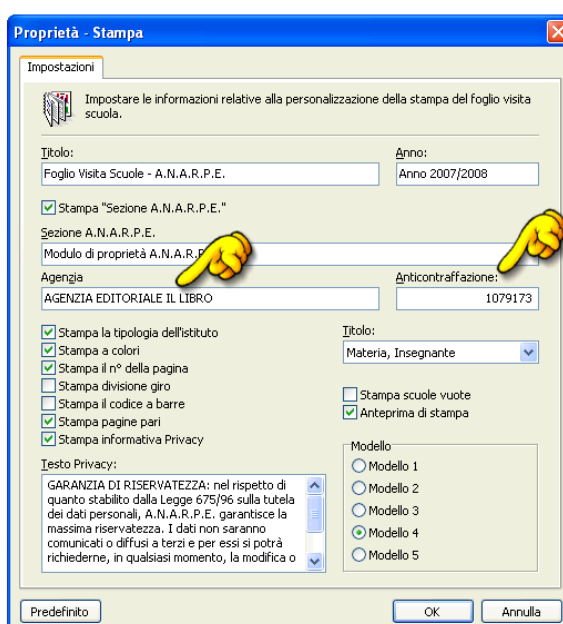 Proprietà - Stampa
Impostazioni
Impostare le informazioni relative alla personalizzazione della stampa del foglio visita
scuola.
Titolo:
Anno:
Foglio Visita Scuole - A.N.A.R.P.E.
Anno 2007/2008
Stampa "Sezione A.N.A.R.P.E."
Sezione A.N.A.R.P.E.
Modulo di proprietà A.N.A.R.P
Agenzia
Anticontraffazione:
AGENZIA EDITORIALE IL LIBRO
1079173
Stampa la tipologia dell'istituto
Stampa a colori
Stampa il n° della pagina
Stampa divisione giro
Stampa il codice a barre
Stampa pagine pari
Stampa informativa Privacy
Titolo:
Materia, Insegnante
Stampa scuole vuote
Anteprima di stampa
Testo Privacy:
GARANZIA DI RISERVATEZZA: nel rispetto di
quanto stabilito dalla Legge 675/96 sulla tutela
dei dati personali, A.N.A.R.P.E. garantisce la
massima riservatezza. I dati non saranno
comunicati o diffusi a terzi e per essi si potrà
richiederne, in qualsiasi momento, la modifica o
Modello
Modello 1
Modello 2
Modello 3
Modello 4
Modello 5
Predefinito
OK
Annulla